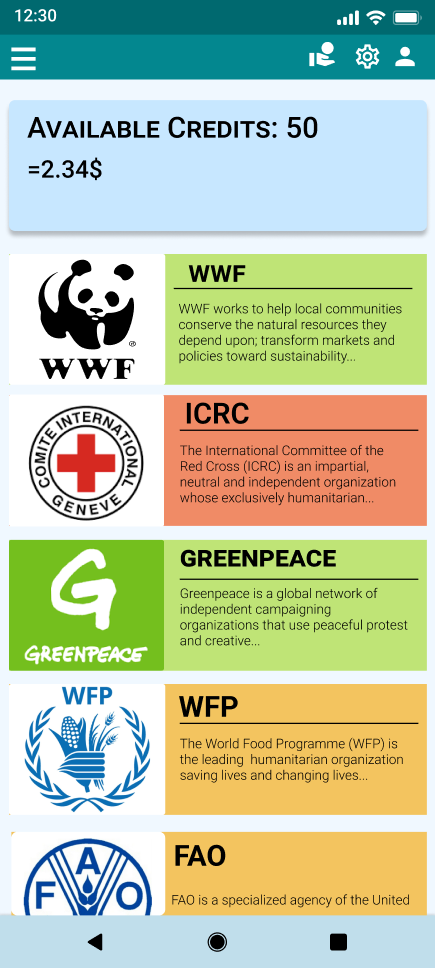 12:30
Available Credits: 50
=2.34$
WWF
WWF works to help local communities
conserve the natural resources they
depend upon; transform markets and
policies toward sustainability...
WWF
®
ICRC
The International Committee of the
Red Cross (ICRC) is an impartial,
neutral and independent organization
whose exclusively humanitarian...
COMITE INTERNATIONAL
GENEVE
GREENPEACE
Greenpeace is a global network of
independent campaigning
organizations that use peaceful protest
and creative...
G
GREENPEACE
WFP
WFP
The World Food Programme (WFP) is
the leading humanitarian organization
saving lives and changing lives...
FAO
FAO is a specialized agency of the United
F A O